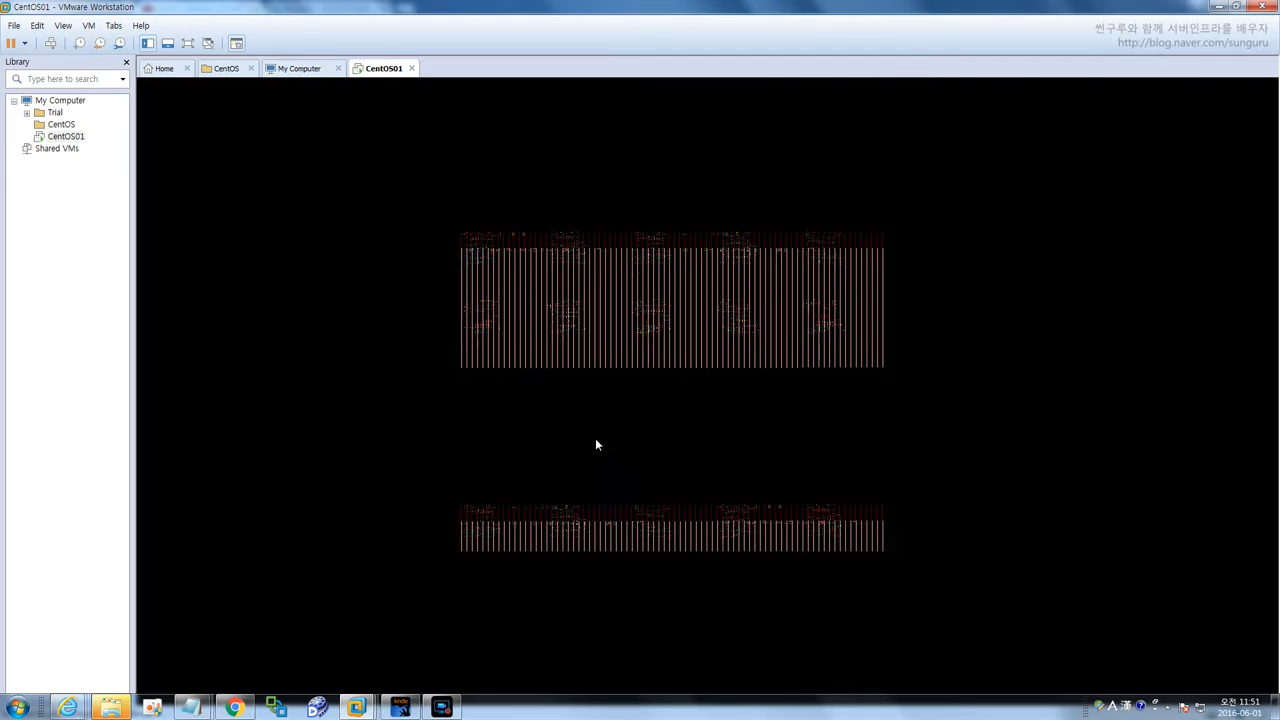 CentOS01 - VMware Workstation
File Edit View VM Tabs Help
썬구루와 함께 서버인프라를 배우자
http://blog.naver.com/sunguru
Library
Home CentOS My Computer CentOS01
Type here to search
My Computer
Trial
CentOS
CentOS01
Shared VMs
kindle
A 漢
오전 11:51
2016-06-01